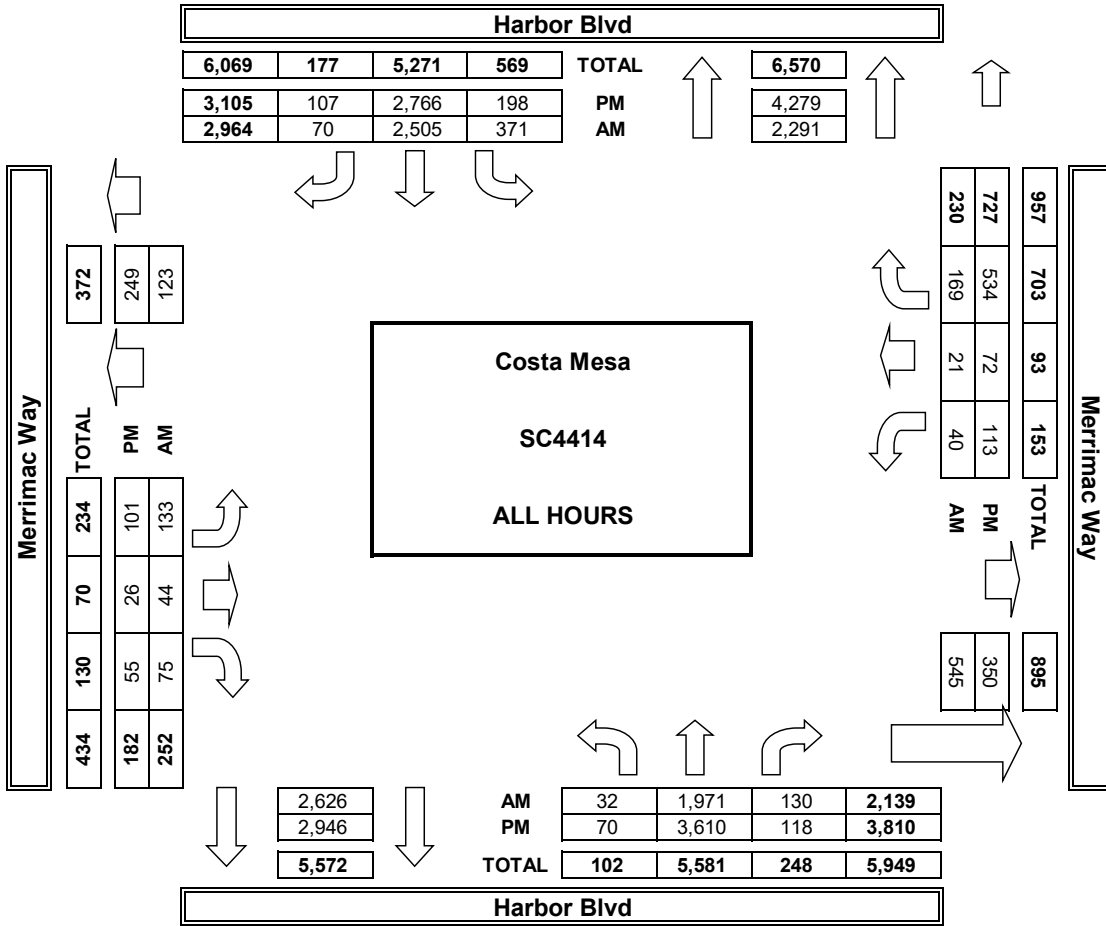 Harbor Blvd
6,069 177 5,271 569 TOTAL 6,570
3,105 107 2,766 198 PM 4,279
2,964 70 2,505 371 AM 2,291
Merrimac Way
372 249 123
TOTAL PM AM
234 101 133
70 26 44
130 55 75
434 182 252
Costa Mesa
SC4414
ALL HOURS
230 727 957
169 534 703
21 72 93
40 113 153
AM PM TOTAL
545 350 895
Merrimac Way
2,626 AM 32 1,971 130 2,139
2,946 PM 70 3,610 118 3,810
5,572 TOTAL 102 5,581 248 5,949
Harbor Blvd